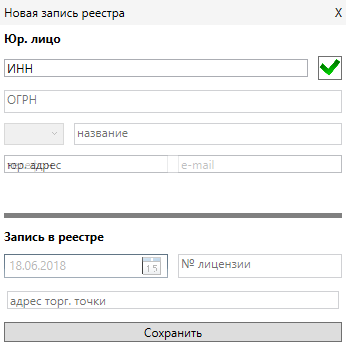 Новая запись реестра X
Юр. лицо
ИНН
ОГРН
название
юр. адрес e-mail
Запись в реестре
18.06.2018 15 № лицензии
адрес торг. точки
Сохранить